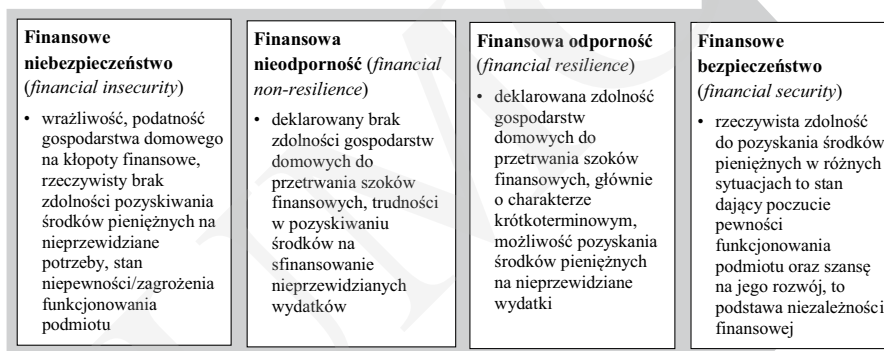 Finansowe
niebezpieczeństwo
(financial insecurity)
• wrażliwość, podatność
gospodarstwa domowego
na kłopoty finansowe,
rzeczywisty brak
zdolności pozyskiwania
środków pieniężnych na
nieprzewidziane
potrzeby, stan
niepewności/zagrożenia
funkcjonowania
podmiotu
Finansowa
nieodporność (financial
non-resilience)
• deklarowany brak
zdolności gospodarstw
domowych do
przetrwania szoków
finansowych, trudności
w pozyskiwaniu
środków na
sfinansowanie
nieprzewidzianych
wydatków
Finansowa odporność
(financial resilience)
• deklarowana zdolność
gospodarstw
domowych do
przetrwania szoków
finansowych, głównie
o charakterze
krótkoterminowym,
możliwość pozyskania
środków pieniężnych
na nieprzewidziane
wydatki
Finansowe
bezpieczeństwo
(financial security)
• rzeczywista zdolność
do pozyskania środków
pieniężnych w różnych
sytuacjach to stan
dający poczucie
pewności
funkcjonowania
podmiotu oraz szansę
na jego rozwój, to
podstawa niezależności
finansowej